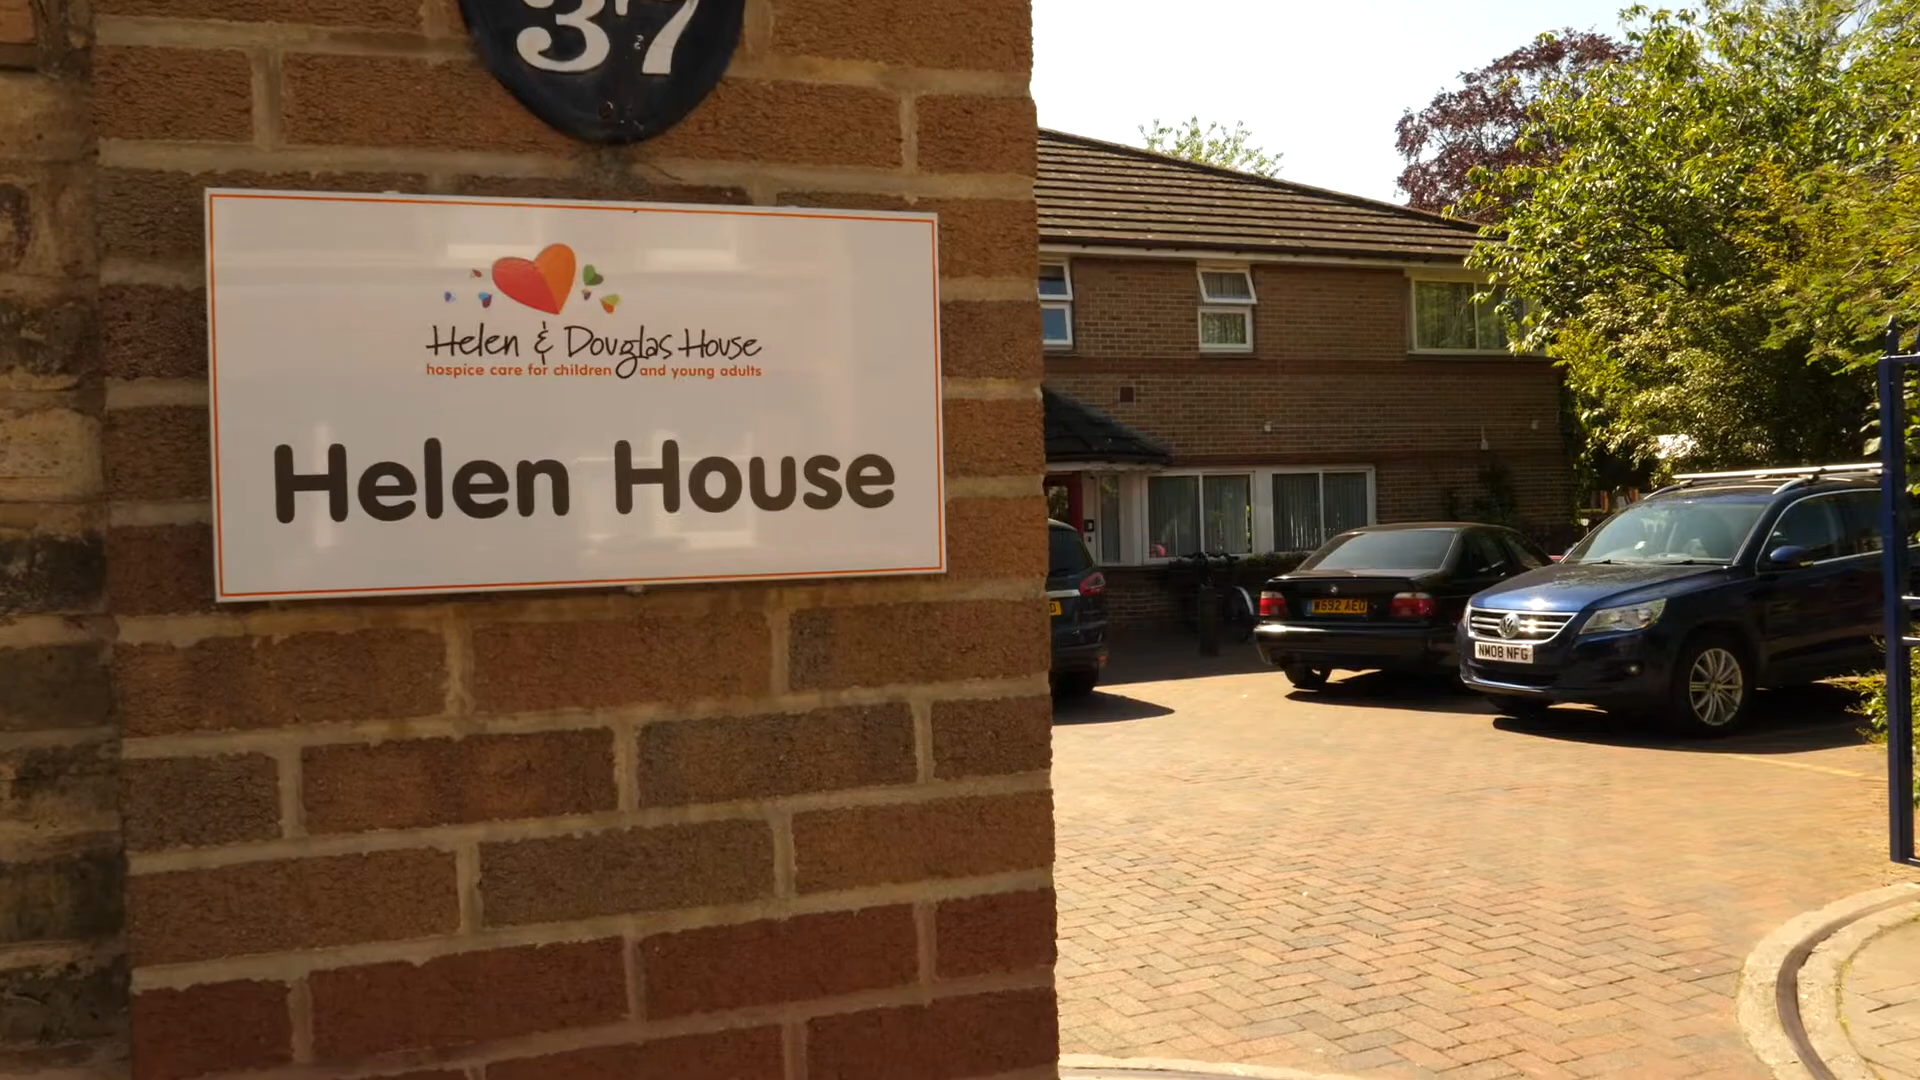 37
Helen & Douglas House
hospice care for children and young adults
Helen House
W692 AEO
NM08 NFG